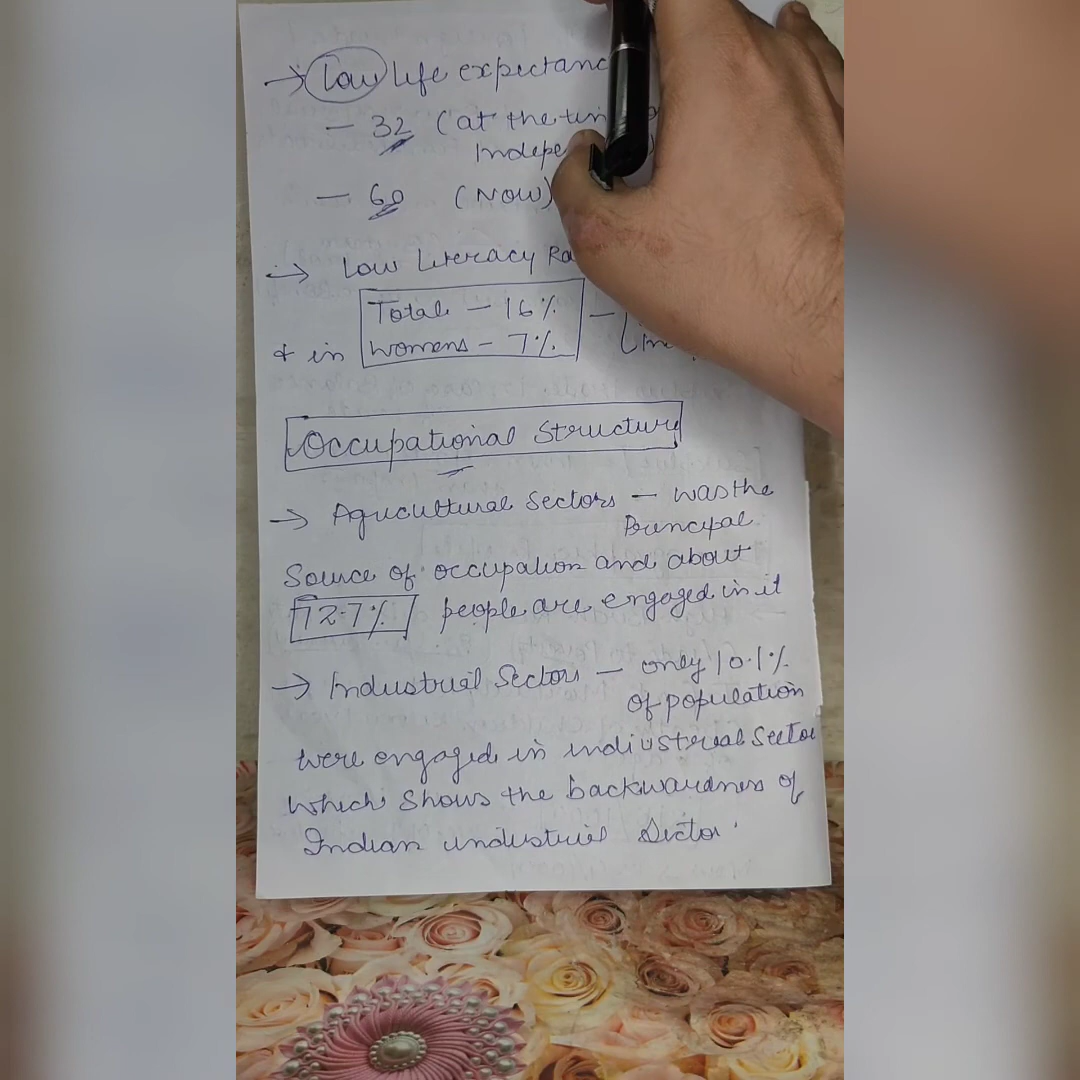 → Low life expectanc
- 32 (at the tim
Indepe
- 60 (NOW)
→ Low Literacy Ra
Total - 16%
& in Womens - 7%
Occupational Structure
→ Agricultural Sectors - was the
Principal
Source of occupation and about
72.7% people are engaged in it
→ Industrial Sectors - only 10.1%
of population
were engaged in indiustrial Sector
which shows the backwardness of
Indian industrial Sector.